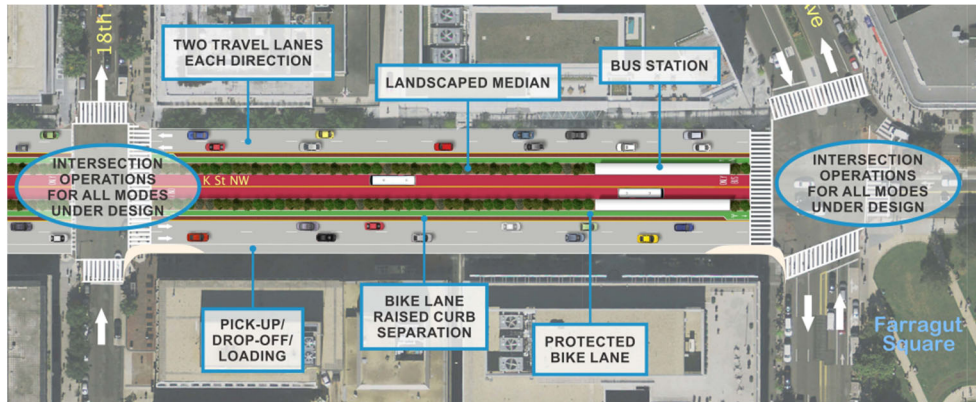 18th
Ave
TWO TRAVEL LANES
EACH DIRECTION
LANDSCAPED MEDIAN
BUS STATION
INTERSECTION
OPERATIONS
FOR ALL MODES
UNDER DESIGN
K St NW
INTERSECTION
OPERATIONS
FOR ALL MODES
UNDER DESIGN
PICK-UP/
DROP-OFF/
LOADING
BIKE LANE
RAISED CURB
SEPARATION
PROTECTED
BIKE LANE
Farragut
Square